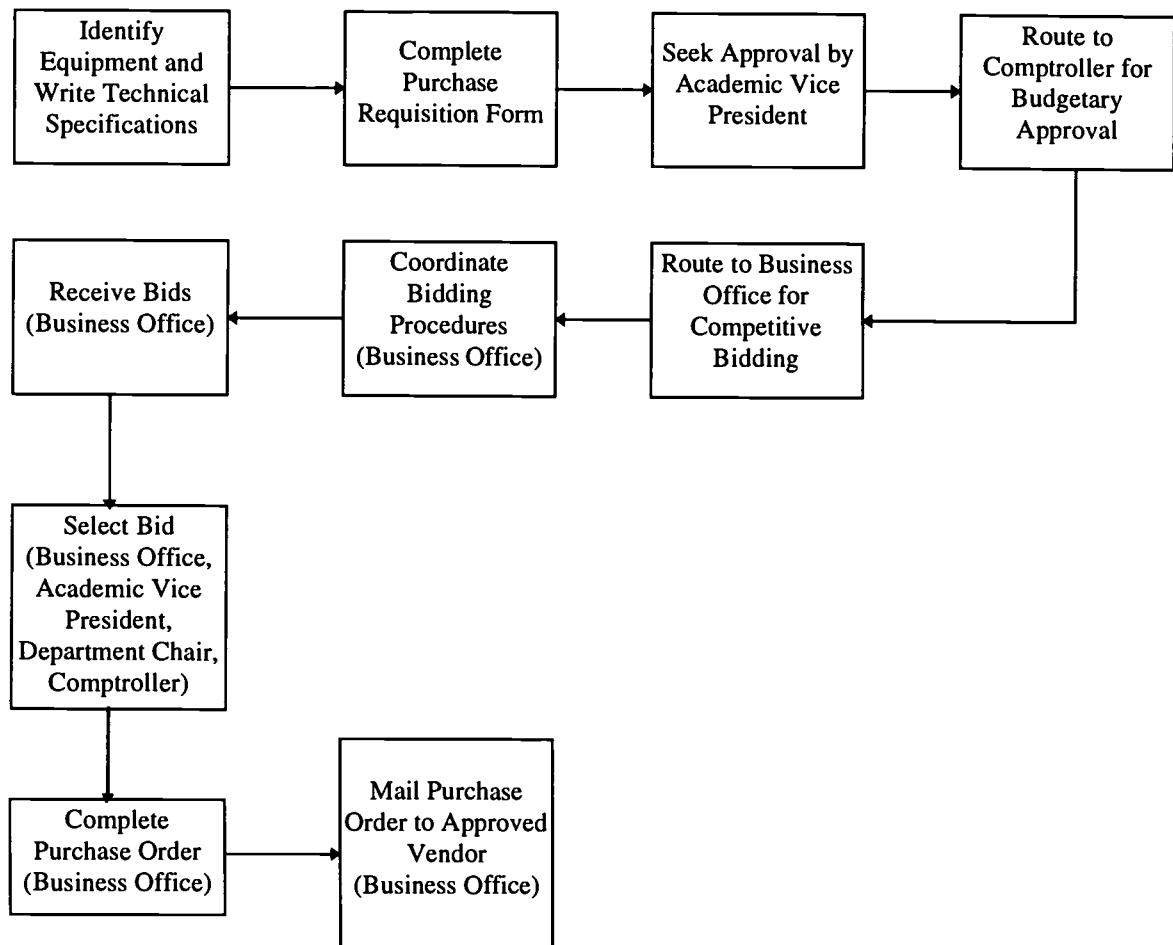 Identify
Equipment and
Write Technical
Specifications
Complete
Purchase
Requisition Form
Seek Approval by
Academic Vice
President
Route to
Comptroller for
Budgetary
Approval
Route to Business
Office for
Competitive
Bidding
Coordinate
Bidding
Procedures
(Business Office)
Receive Bids
(Business Office)
Select Bid
(Business Office,
Academic Vice
President,
Department Chair,
Comptroller)
Complete
Purchase Order
(Business Office)
Mail Purchase
Order to Approved
Vendor
(Business Office)